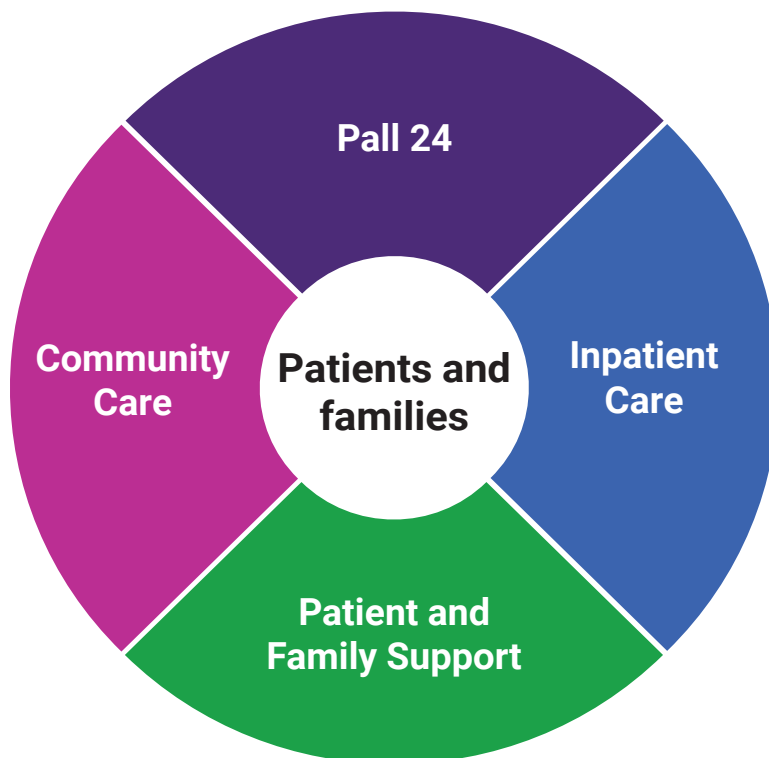 Pall 24
Community
Care
Patients and
families
Inpatient
Care
Patient and
Family Support